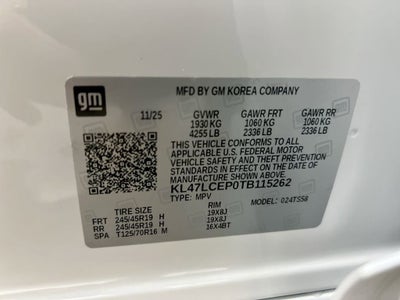 gm
MFD BY GM KOREA COMPANY
11/25 GVWR GAWR FRT GAWR RR
1930 KG 1060 KG 1060 KG
4255 LB 2336 LB 2336 LB
THIS VEHICLE CONFORMS TO ALL
APPLICABLE U.S. FEDERAL MOTOR
VEHICLE SAFETY, BUMPER, AND THEFT
PREVENTION STANDARDS IN EFFECT ON
THE DATE OF MANUFACTURE SHOWN ABOVE.
KL47LCEP0TB115262
TYPE: MPV MODEL: 024TS58
TIRE SIZE RIM
FRT 245/45R19 H 19X8J
RR 245/45R19 H 19X8J
SPA T125/70R16 M 16X4BT